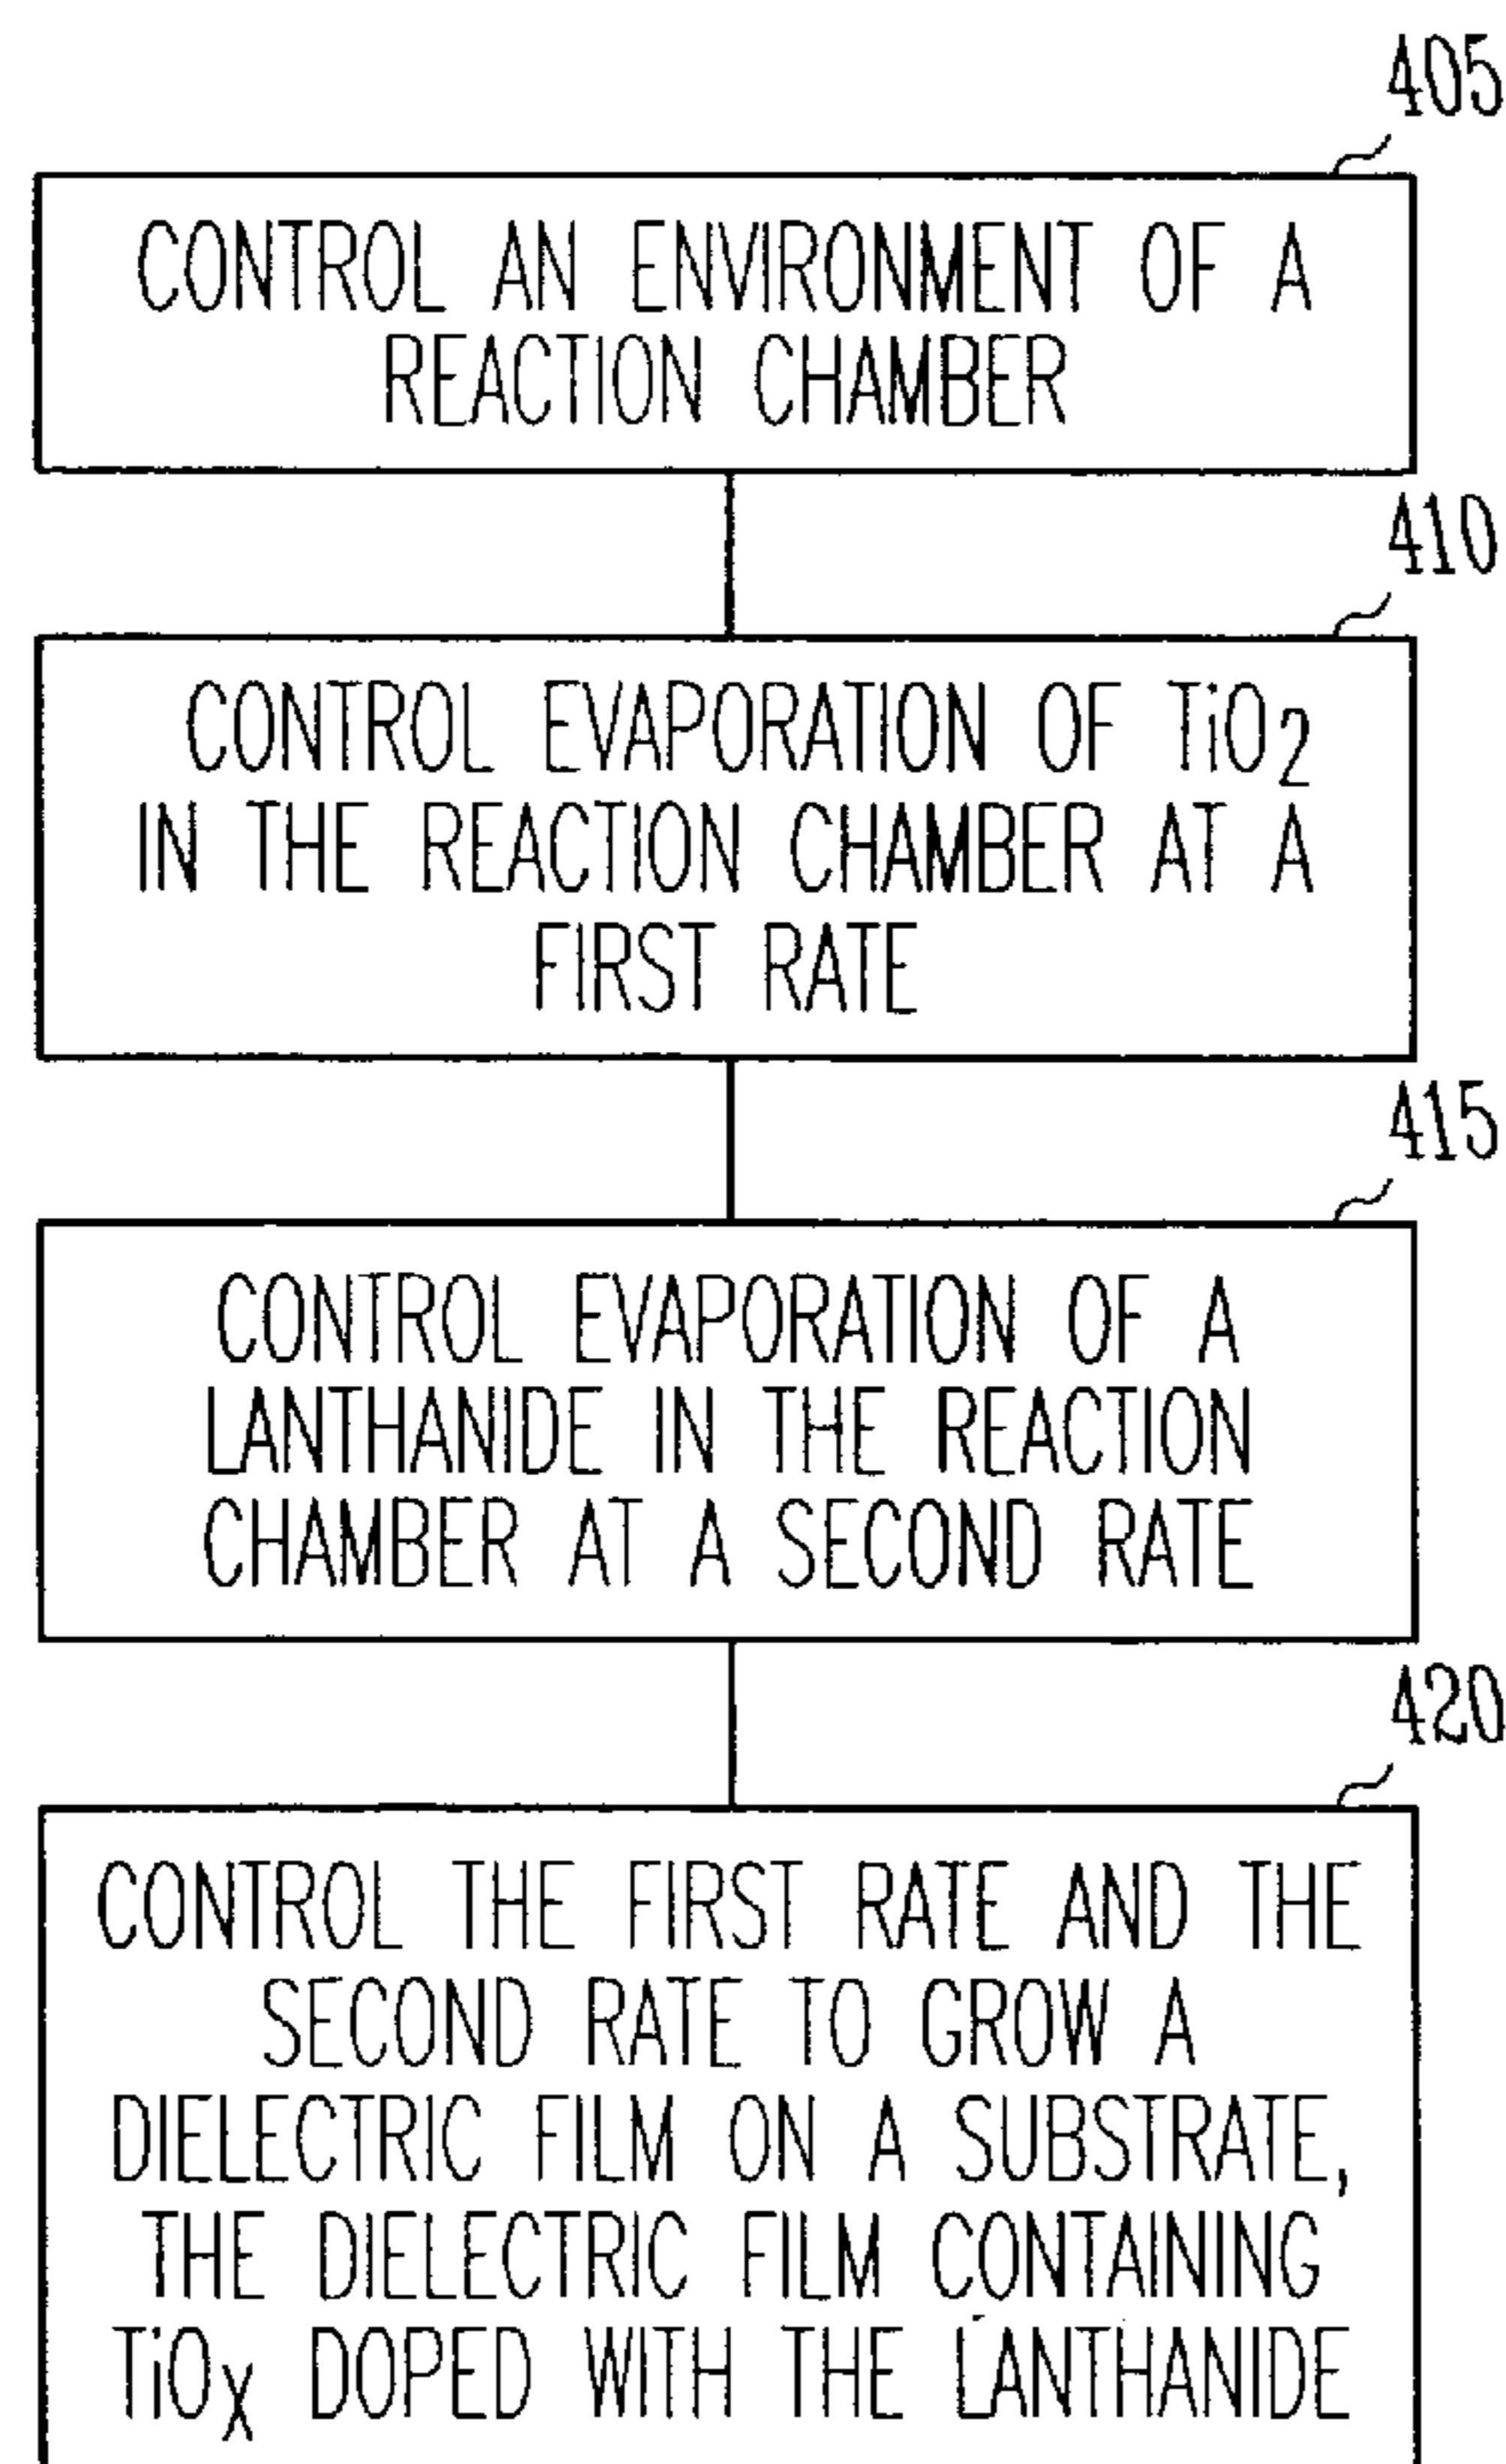 405
CONTROL AN ENVIRONMENT OF A
REACTION CHAMBER
410
CONTROL EVAPORATION OF TiO2
IN THE REACTION CHAMBER AT A
FIRST RATE
415
CONTROL EVAPORATION OF A
LANTHANIDE IN THE REACTION
CHAMBER AT A SECOND RATE
420
CONTROL THE FIRST RATE AND THE
SECOND RATE TO GROW A
DIELECTRIC FILM ON A SUBSTRATE,
THE DIELECTRIC FILM CONTAINING
TiOX DOPED WITH THE LANTHANIDE